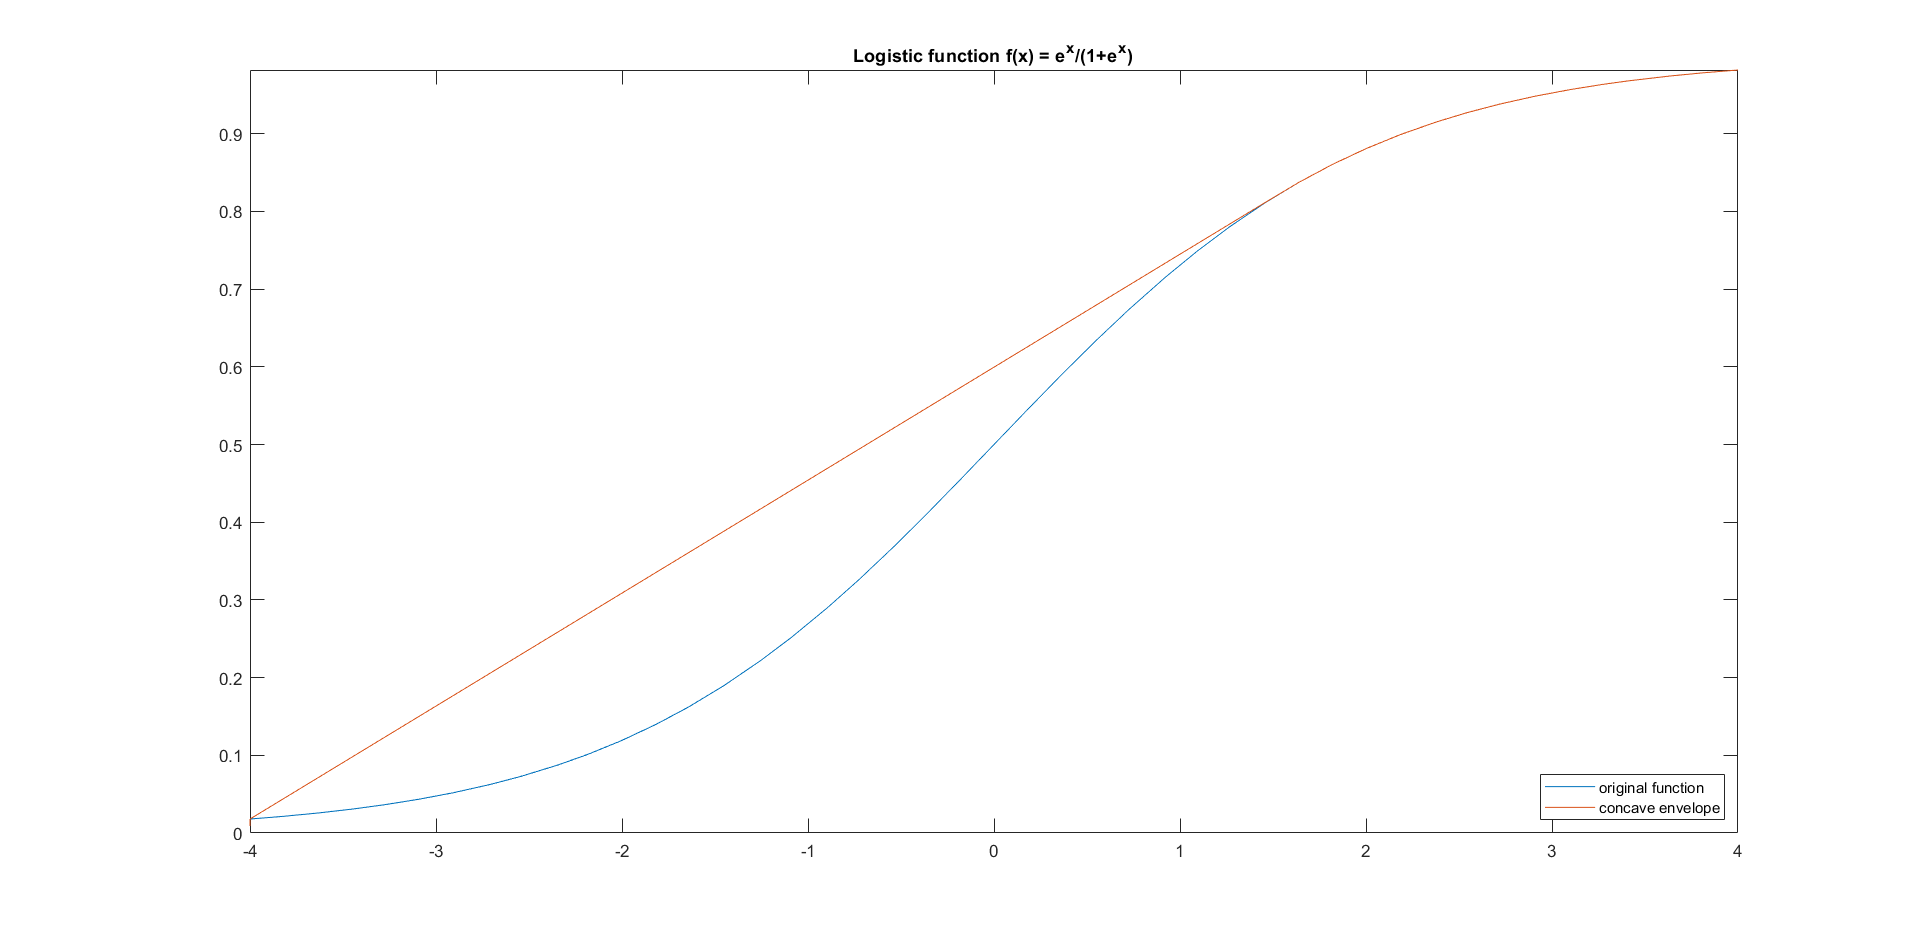 Logistic function f(x) = e^x/(1+e^x)
0.9
0.8
0.7
0.6
0.5
0.4
0.3
0.2
0.1
0
-4 -3 -2 -1 0 1 2 3 4
original function
concave envelope